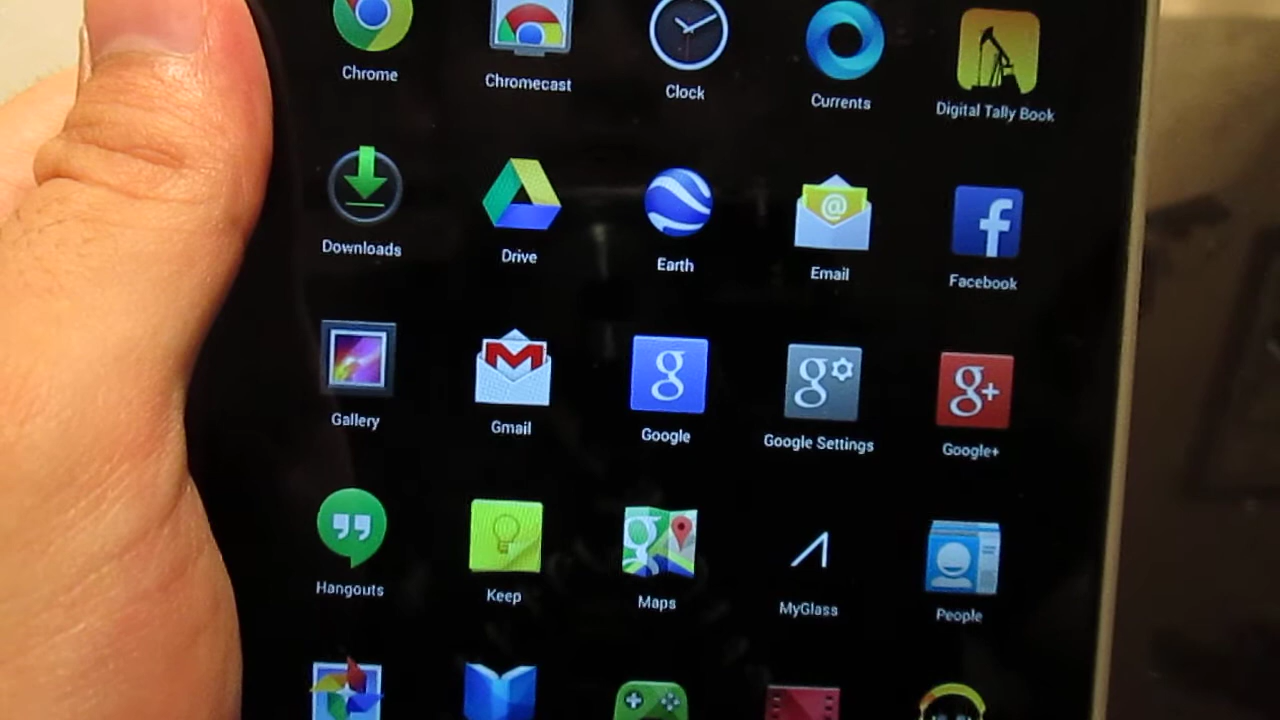 Chrome
Chromecast
Clock
Currents
Digital Tally Book
Downloads
Drive
Earth
@
Email
f
Facebook
Gallery
M
Gmail
g
Google
g
Google Settings
g+
Google+
Hangouts
Keep
g
Maps
MyGlass
People